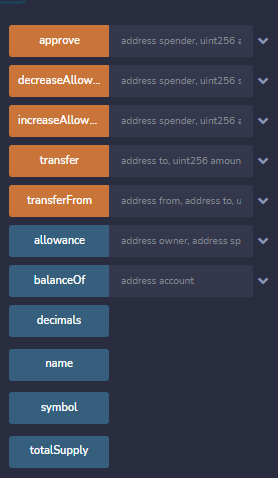 approve address spender, uint256 a
decreaseAllow... address spender, uint256 s
increaseAllow... address spender, uint256 a
transfer address to, uint256 amoun
transferFrom address from, address to, u
allowance address owner, address sp
balanceOf address account
decimals
name
symbol
totalSupply